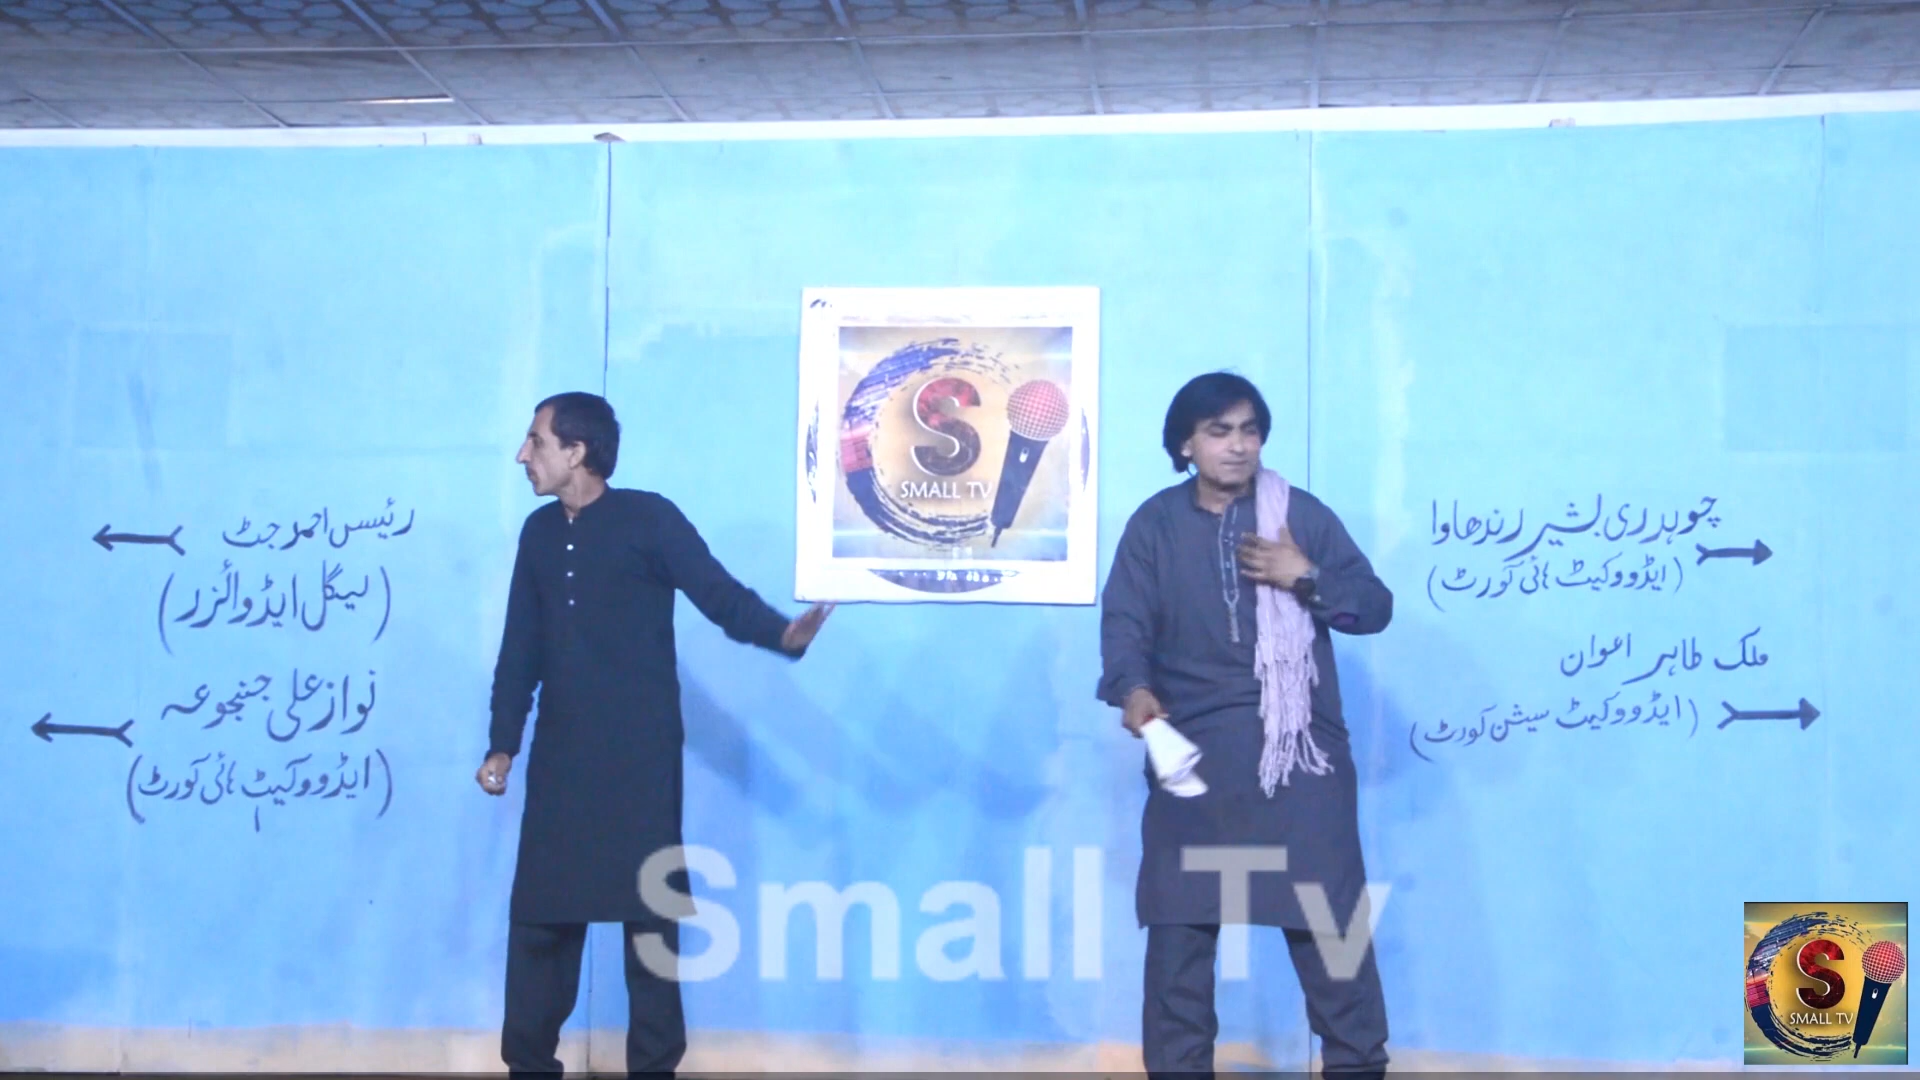 S
SMALL TV
رئیس احمد جٹ
(لیگل ایڈوائزر)
نواز علی جنجوعہ
(ایڈووکیٹ ہائی کورٹ)
چوہدری بشیر رندھاوا
(ایڈووکیٹ ہائی کورٹ)
ملک طاہر اعوان
(ایڈووکیٹ سیشن کورٹ)
Small Tv
S
SMALL TV